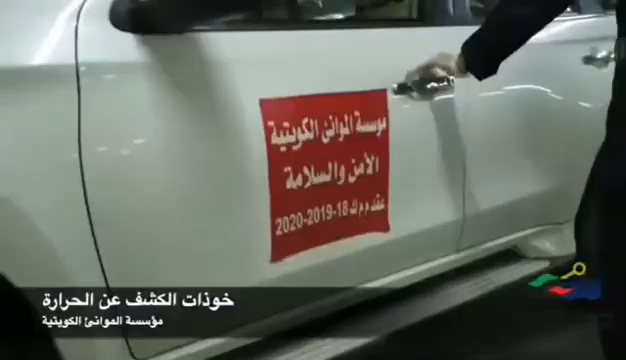 مؤسسة الموانئ الكويتية
الأمن والسلامة
عقد م م ك 18-2019-2020
خوذات الكشف عن الحرارة
مؤسسة الموانئ الكويتية